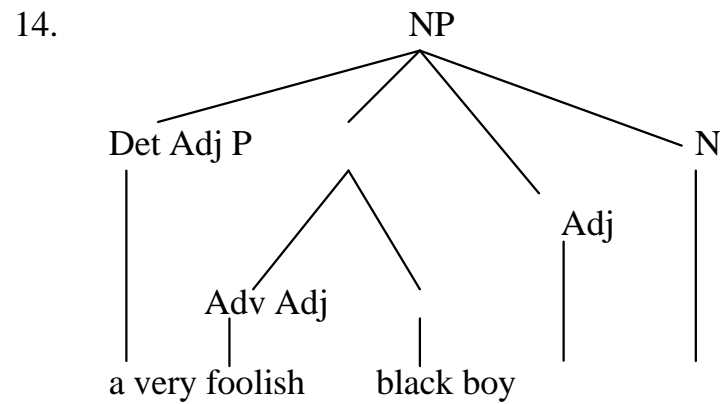 14. NP
Det Adj P N
Adj
Adv Adj
a very foolish black boy